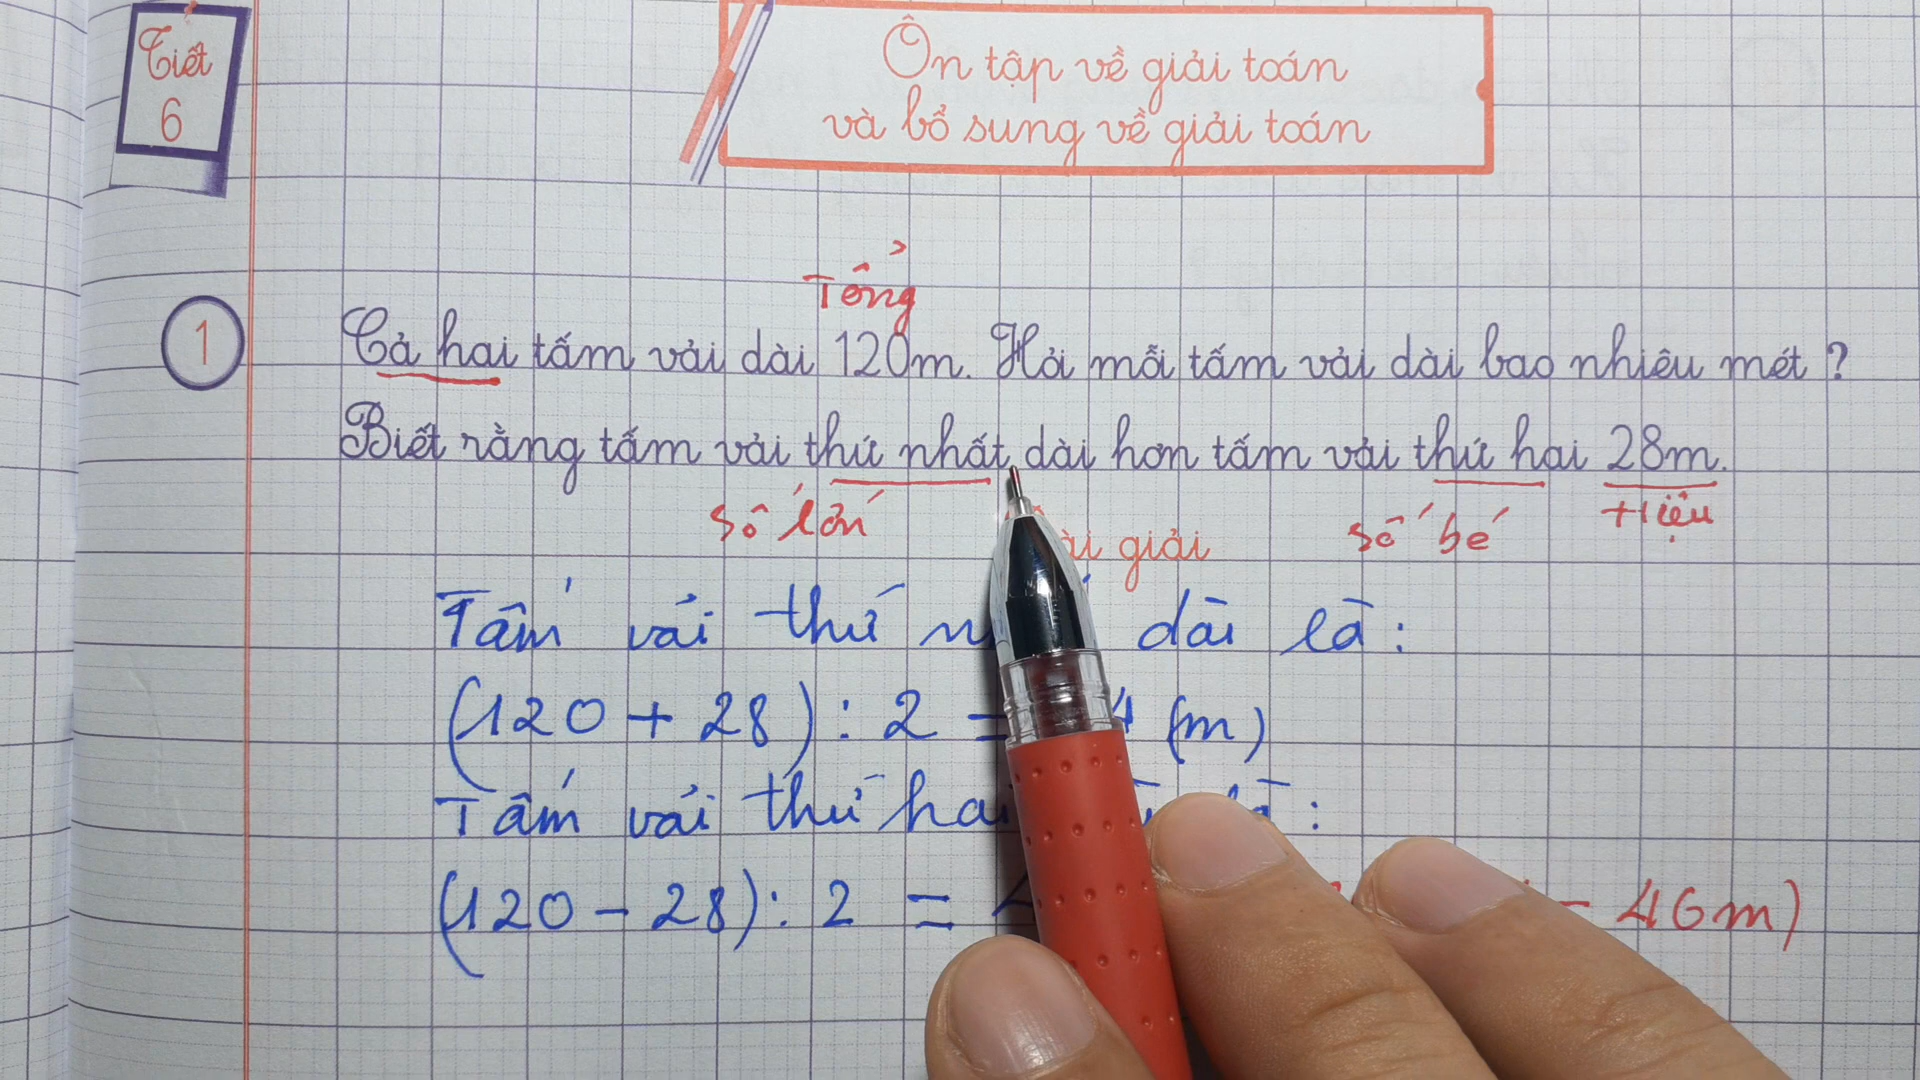 Tiết
6
Ôn tập về giải toán
và bổ sung về giải toán
Tổng
1
Cả hai tấm vải dài 120m. Hỏi mỗi tấm vải dài bao nhiêu mét ?
Biết rằng tấm vải thứ nhất dài hơn tấm vải thứ hai 28m.
số lớn số bé Hiệu
giải
Tấm vải thứ dài là:
(120 + 28) : 2 = 4 (m)
Tấm vải thứ hai :
(120 - 28) : 2 = - 46m)